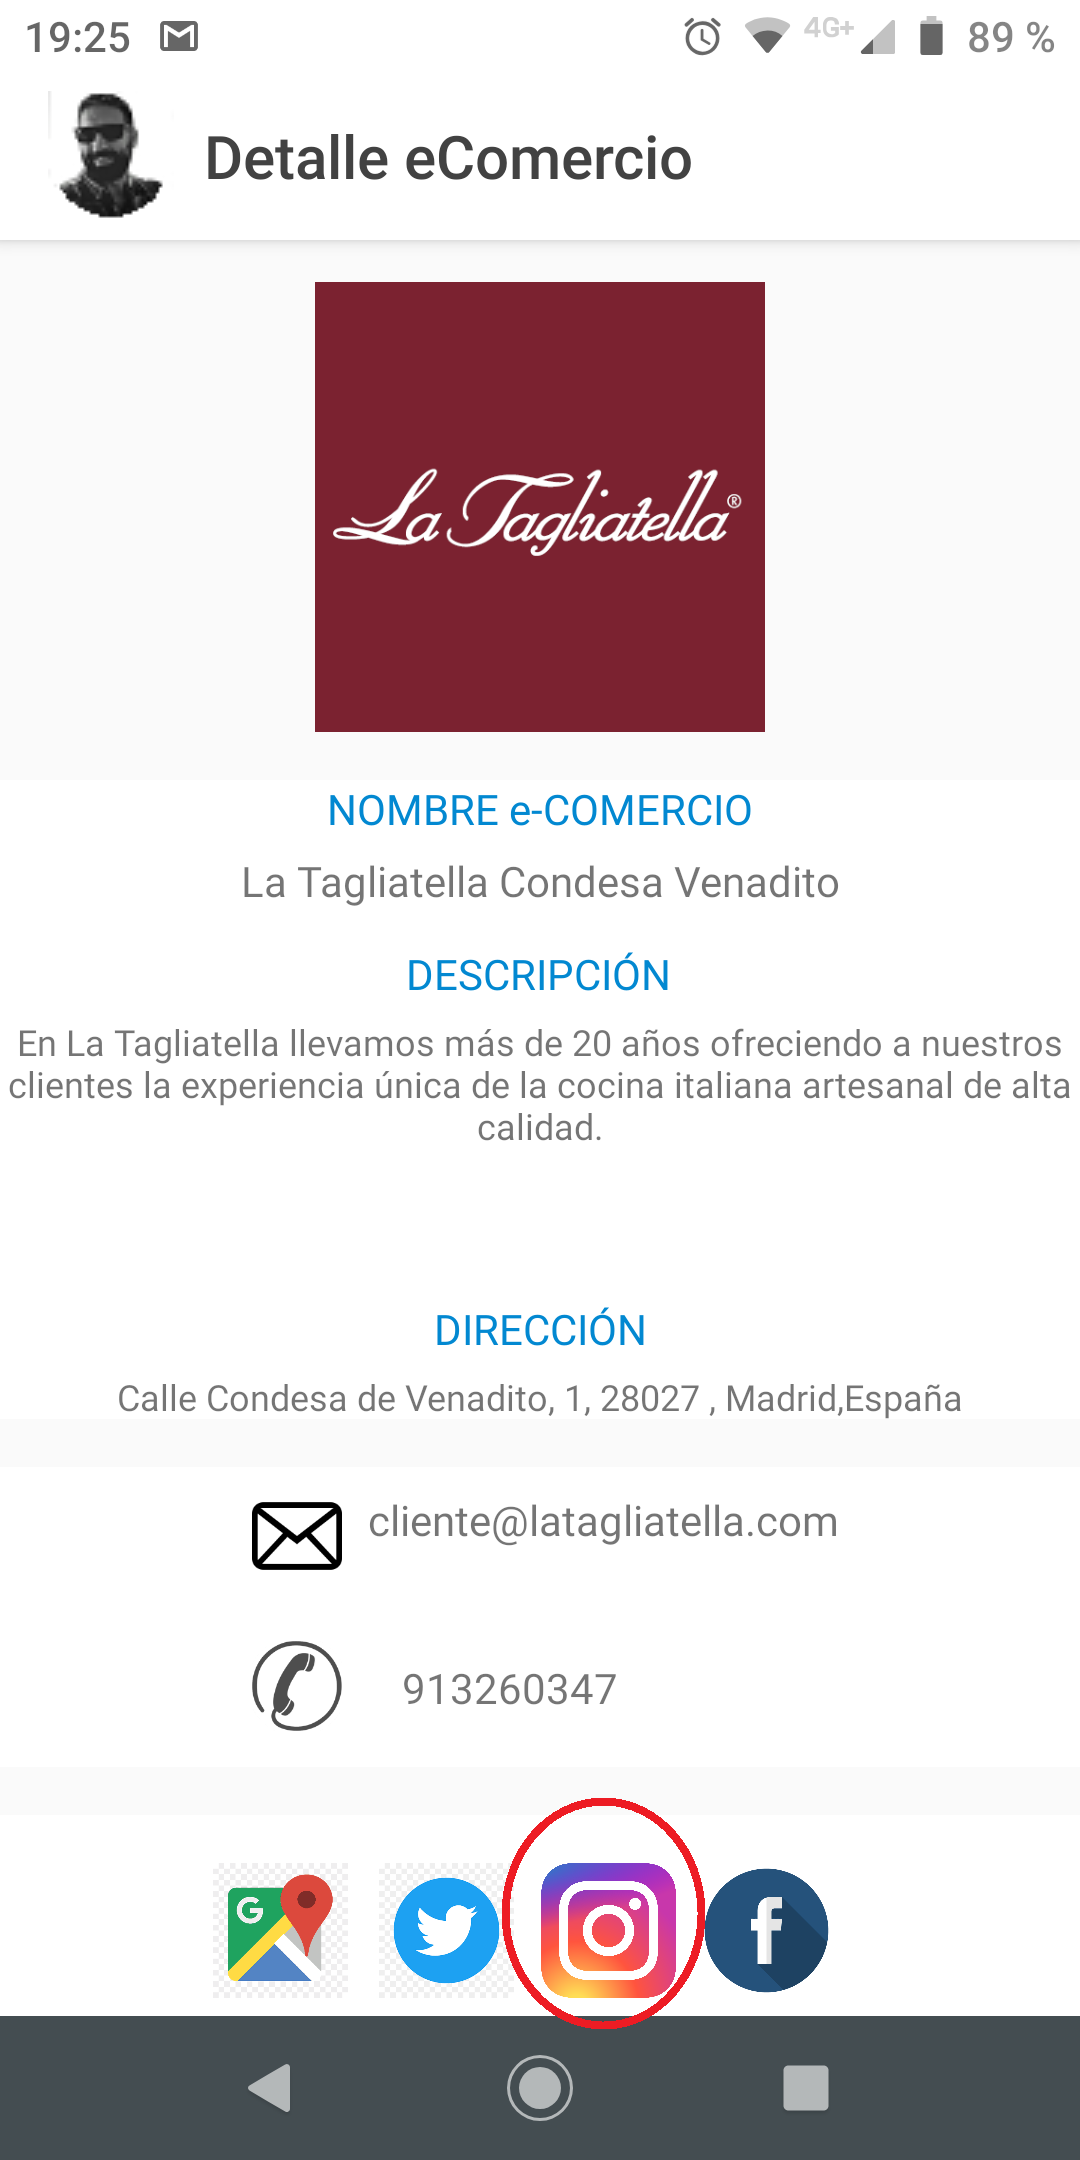 19:25 4G+ 89 %
Detalle eComercio
La Tagliatella®
NOMBRE e-COMERCIO
La Tagliatella Condesa Venadito
DESCRIPCIÓN
En La Tagliatella llevamos más de 20 años ofreciendo a nuestros
clientes la experiencia única de la cocina italiana artesanal de alta
calidad.
DIRECCIÓN
Calle Condesa de Venadito, 1, 28027 , Madrid,España
cliente@latagliatella.com
913260347
G f